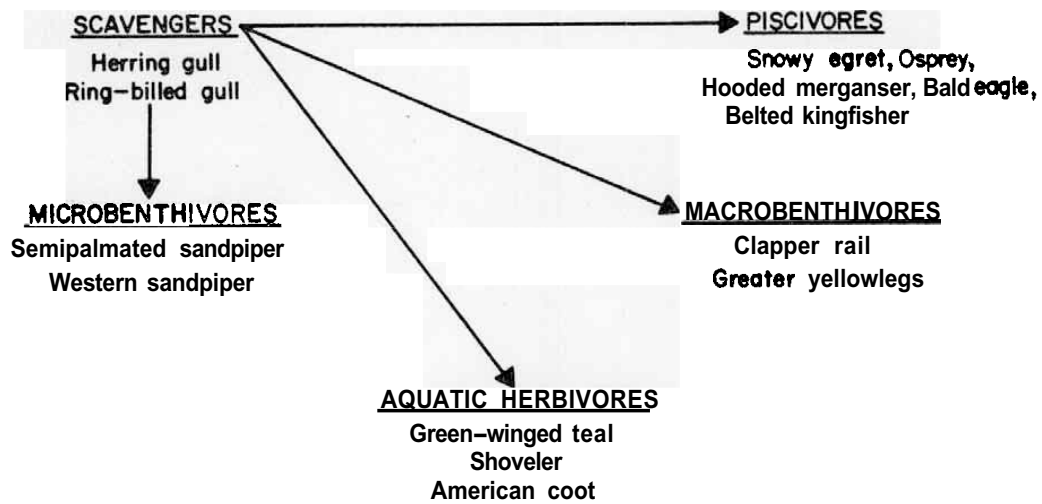 SCAVENGERS
Herring gull
Ring-billed gull
PISCIVORES
Snowy egret, Osprey,
Hooded merganser, Bald eagle,
Belted kingfisher
MICROBENTHIVORES
Semipalmated sandpiper
Western sandpiper
MACROBENTHIVORES
Clapper rail
Greater yellowlegs
AQUATIC HERBIVORES
Green-winged teal
Shoveler
American coot